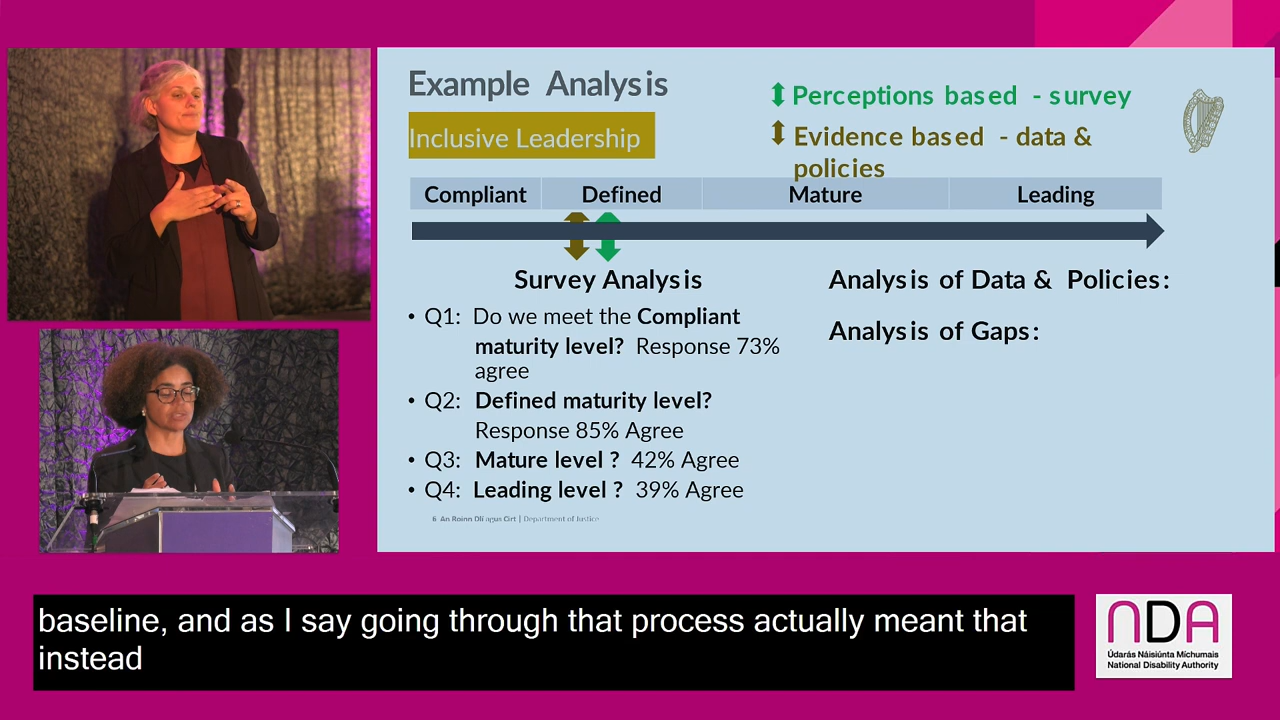 Example Analysis
Inclusive Leadership
Perceptions based - survey
Evidence based - data &
policies
Compliant Defined Mature Leading
Survey Analysis
• Q1: Do we meet the Compliant
maturity level? Response 73%
agree
• Q2: Defined maturity level?
Response 85% Agree
• Q3: Mature level ? 42% Agree
• Q4: Leading level ? 39% Agree
6 An Roinn Dlí agus Cirt | Department of Justice
Analysis of Data & Policies:
Analysis of Gaps:
baseline, and as I say going through that process actually meant that
instead
NDA
Údarás Náisiúnta Míchumais
National Disability Authority